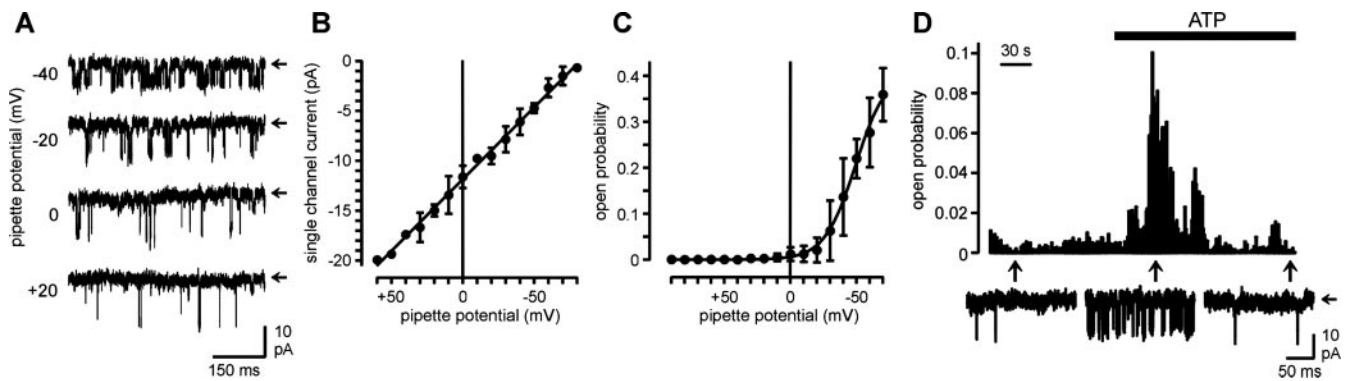 A
pipette potential (mV)
-40
-20
0
+20
10
pA
150 ms
B
single channel current (pA)
0
-5
-10
-15
-20
+50 0 -50
pipette potential (mV)
C
open probability
0.4
0.3
0.2
0.1
0
+50 0 -50
pipette potential (mV)
D
ATP
30 s
open probability
0.1
0.08
0.06
0.04
0.02
0
10
pA
50 ms